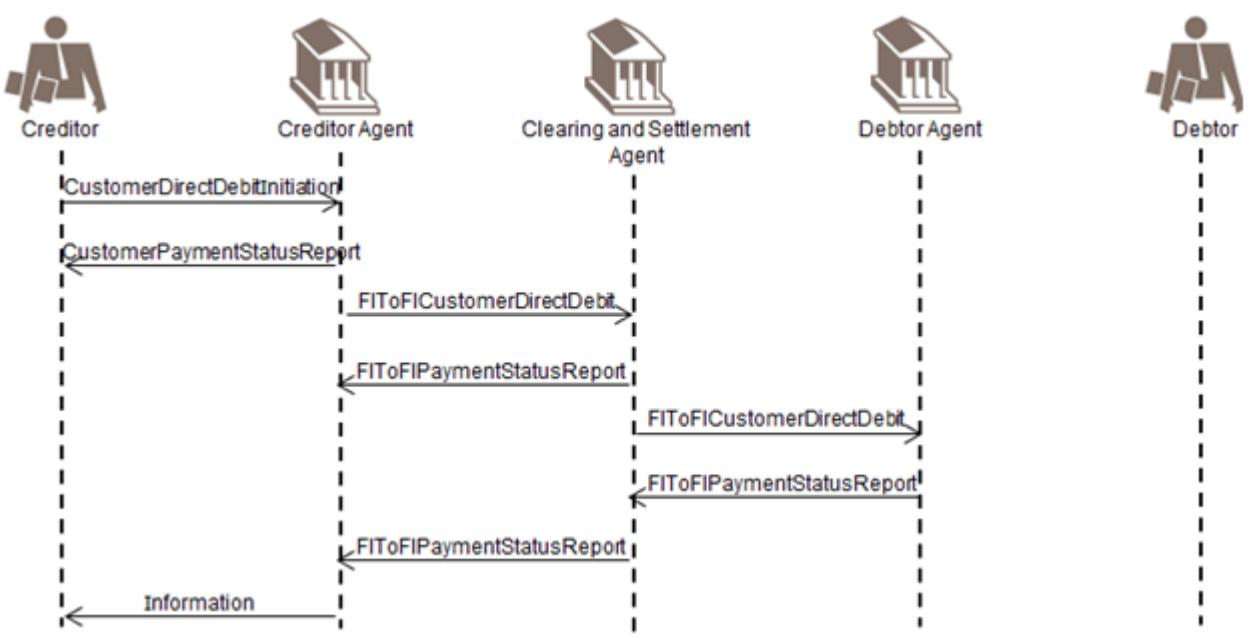 Creditor
Creditor Agent
Clearing and Settlement
Agent
Debtor Agent
Debtor
CustomerDirectDebitInitiation
CustomerPaymentStatusReport
FIToFICustomerDirectDebit
FIToFIPaymentStatusReport
FIToFICustomerDirectDebit
FIToFIPaymentStatusReport
FIToFIPaymentStatusReport
Information